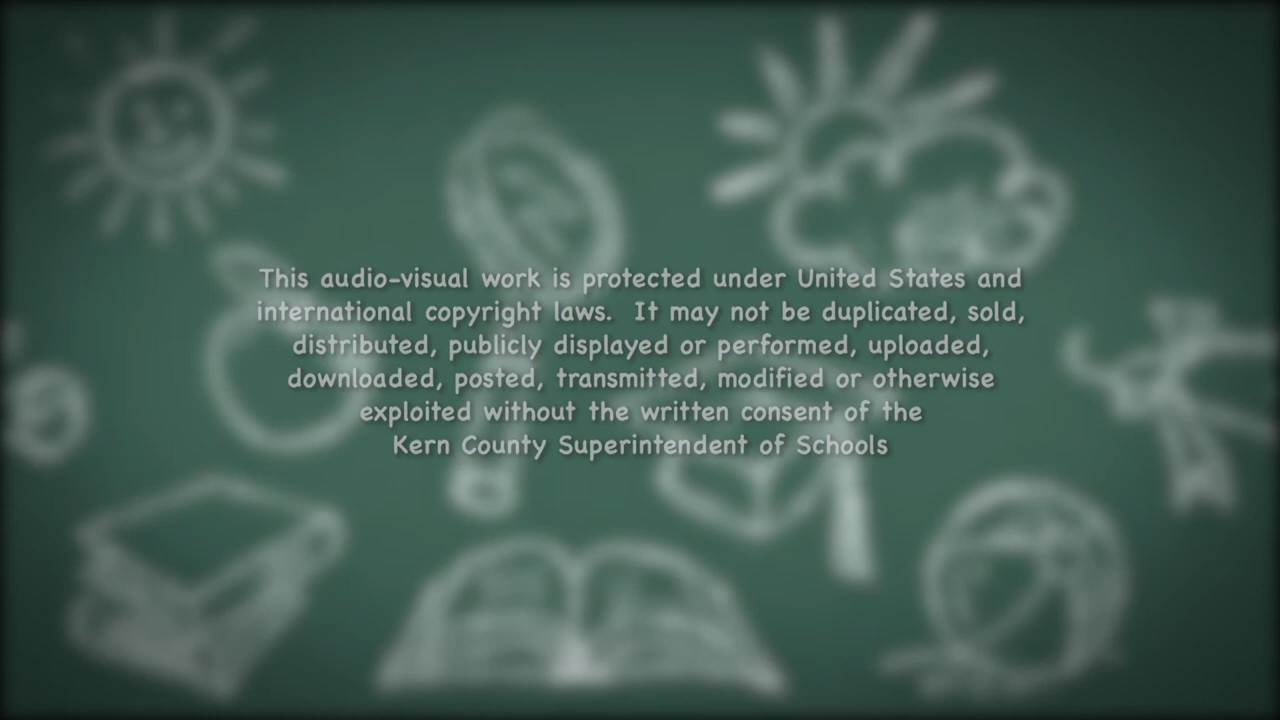 This audio-visual work is protected under United States and
international copyright laws.  It may not be duplicated, sold,
distributed, publicly displayed or performed, uploaded,
downloaded, posted, transmitted, modified or otherwise
exploited without the written consent of the
Kern County Superintendent of Schools